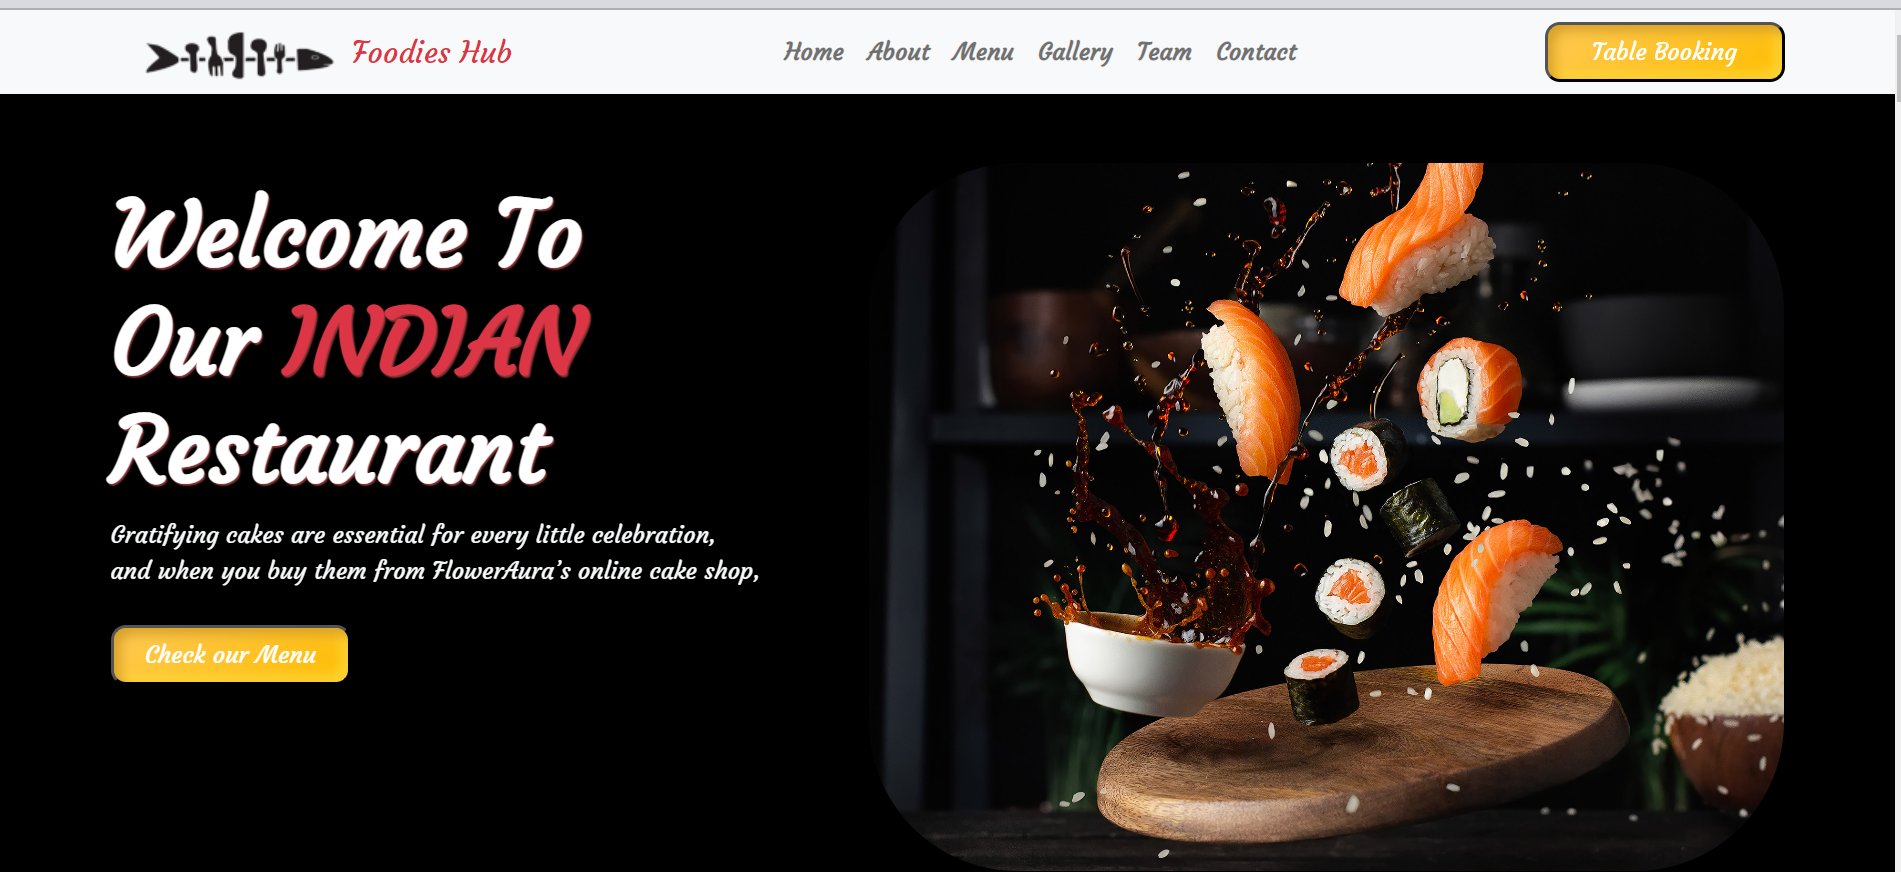 Foodies Hub
Home About Menu Gallery Team Contact
Table Booking
Welcome To
Our INDIAN
Restaurant
Gratifying cakes are essential for every little celebration,
and when you buy them from FlowerAura's online cake shop,
Check our Menu